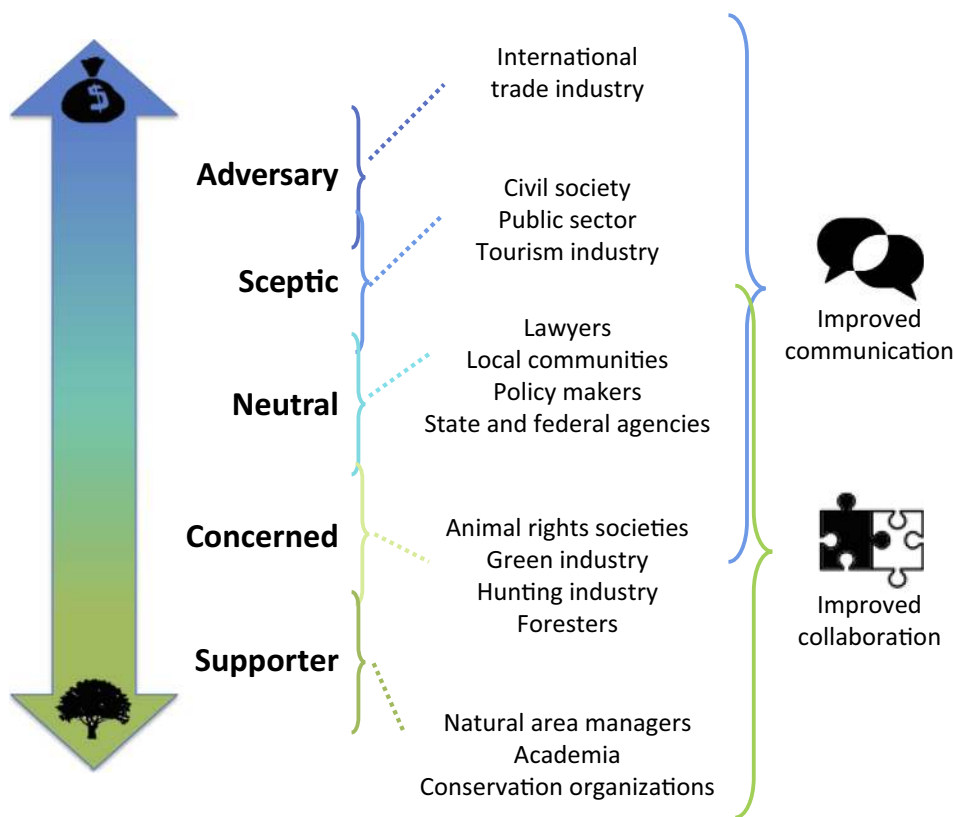 International
trade industry
Adversary
Civil society
Public sector
Tourism industry
Sceptic
Improved
communication
Lawyers
Local communities
Policy makers
State and federal agencies
Neutral
Concerned
Animal rights societies
Green industry
Hunting industry
Foresters
Improved
collaboration
Supporter
Natural area managers
Academia
Conservation organizations
$